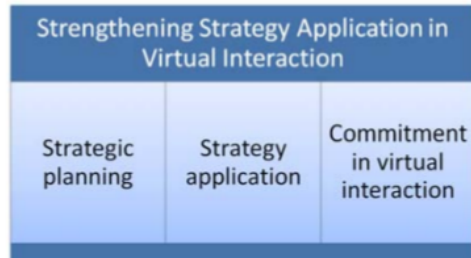 Strengthening Strategy Application in
Virtual Interaction
Strategic
planning
Strategy
application
Commitment
in virtual
interaction